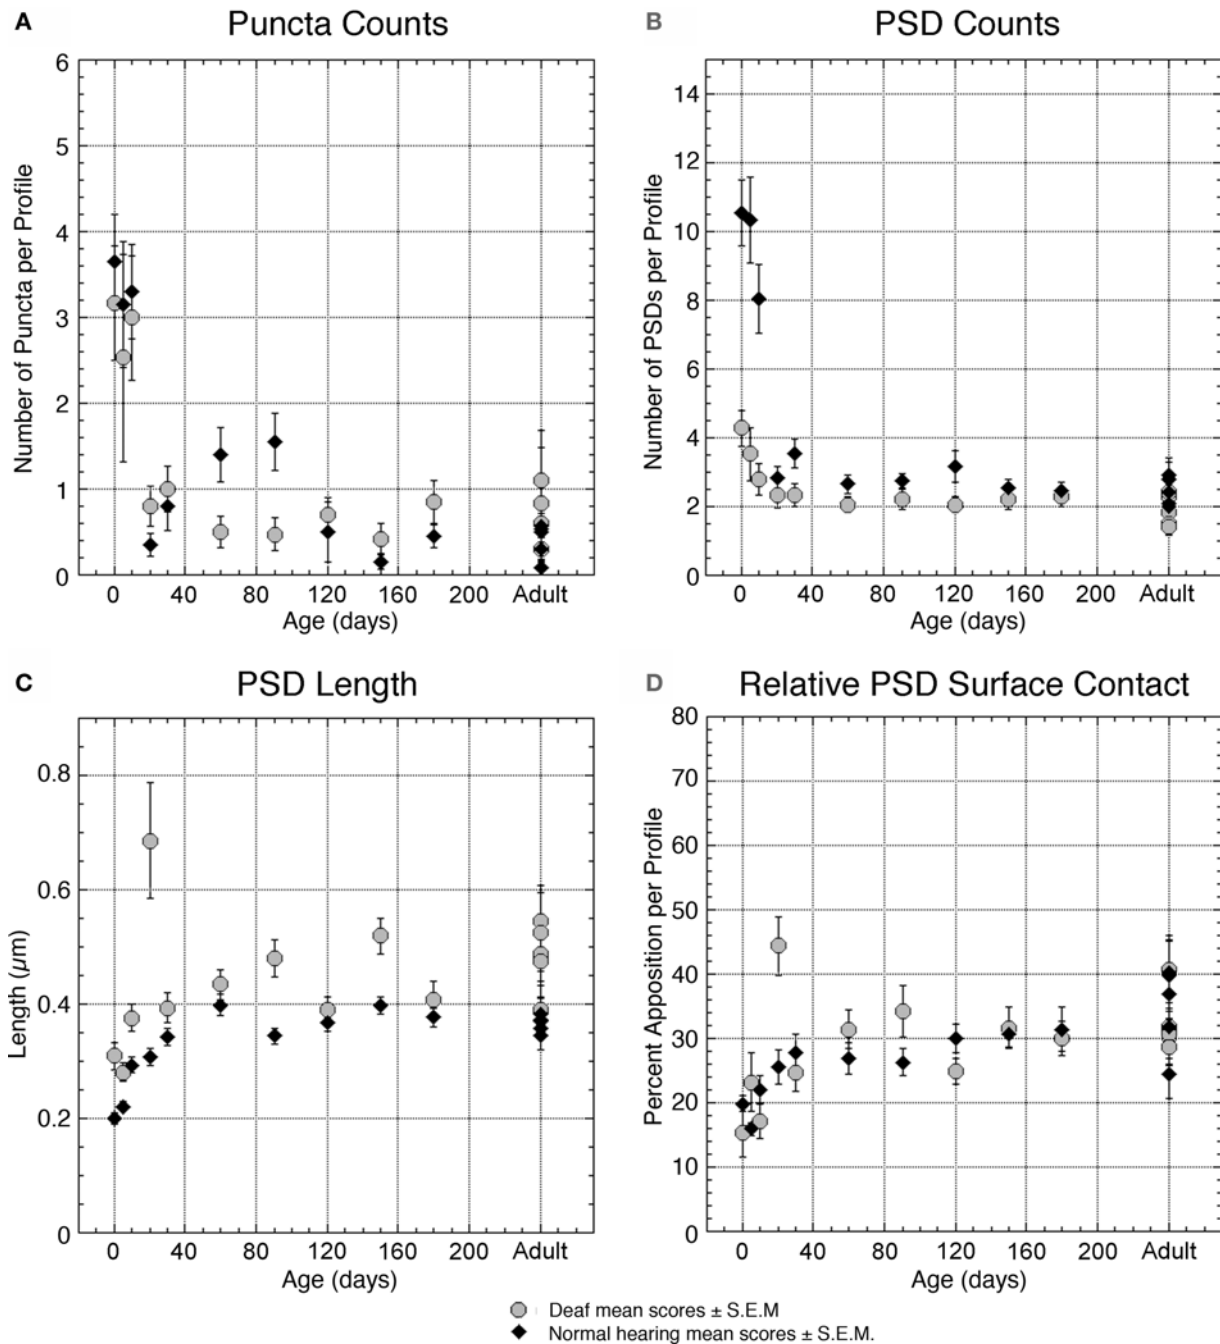 A Puncta Counts
6
5
4
3
2
1
0
Number of Puncta per Profile
0 40 80 120 160 200 Adult
Age (days)
B PSD Counts
14
12
10
8
6
4
2
0
Number of PSDs per Profile
0 40 80 120 160 200 Adult
Age (days)
C PSD Length
0.8
0.6
0.4
0.2
0
Length (µm)
0 40 80 120 160 200 Adult
Age (days)
D Relative PSD Surface Contact
80
70
60
50
40
30
20
10
0
Percent Apposition per Profile
0 40 80 120 160 200 Adult
Age (days)
Deaf mean scores ± S.E.M
Normal hearing mean scores ± S.E.M.